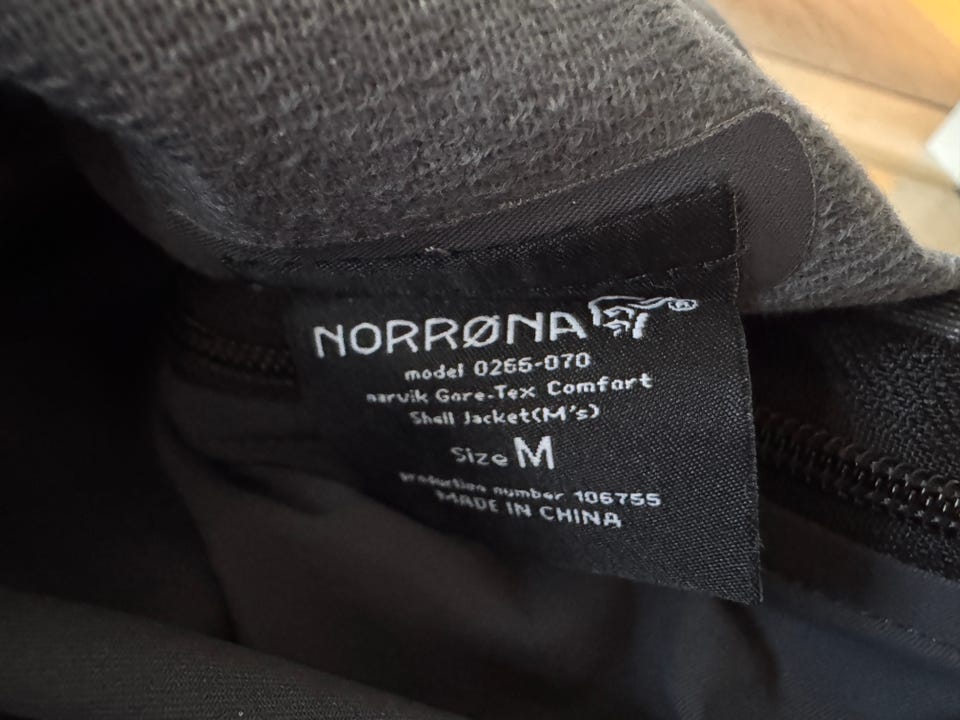 NORRØNA
model 0266-070
narvik Gore-Tex Comfort
Shell Jacket(M's)
Size M
production number 106755
MADE IN CHINA